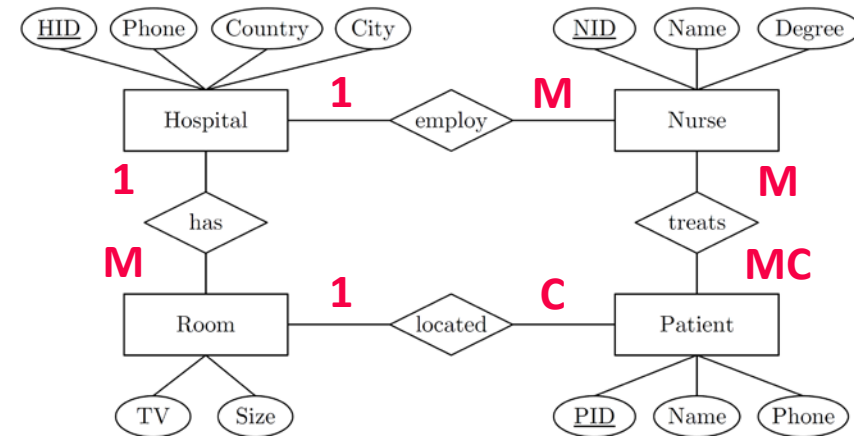 HID Phone Country City NID Name Degree
1 M
Hospital employ Nurse
1 M
has treats
M MC
1 C
Room located Patient
TV Size PID Name Phone